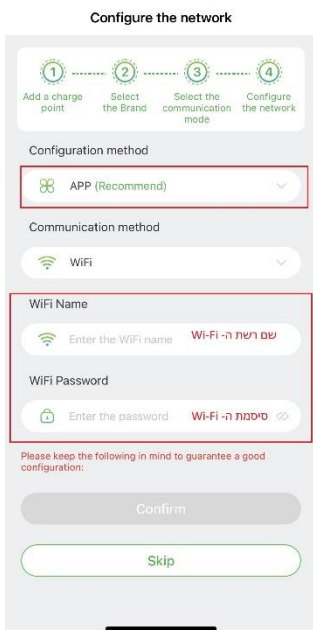 Configure the network
1 2 3 4
Add a charge point
Select the Brand
Select the communication mode
Configure the network
Configuration method
APP (Recommend)
Communication method
WiFi
WiFi Name
Enter the WiFi name שם רשת ה- Wi-Fi
WiFi Password
Enter the password סיסמת ה- Wi-Fi
Please keep the following in mind to guarantee a good
configuration:
Confirm
Skip